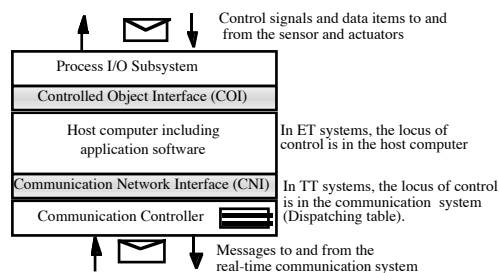 Control signals and data items to and
from the sensor and actuators
Process I/O Subsystem
Controlled Object Interface (COI)
Host computer including
application software
In ET systems, the locus of
control is in the host computer
Communication Network Interface (CNI)
In TT systems, the locus of control
is in the communication system
(Dispatching table).
Communication Controller
Messages to and from the
real-time communication system